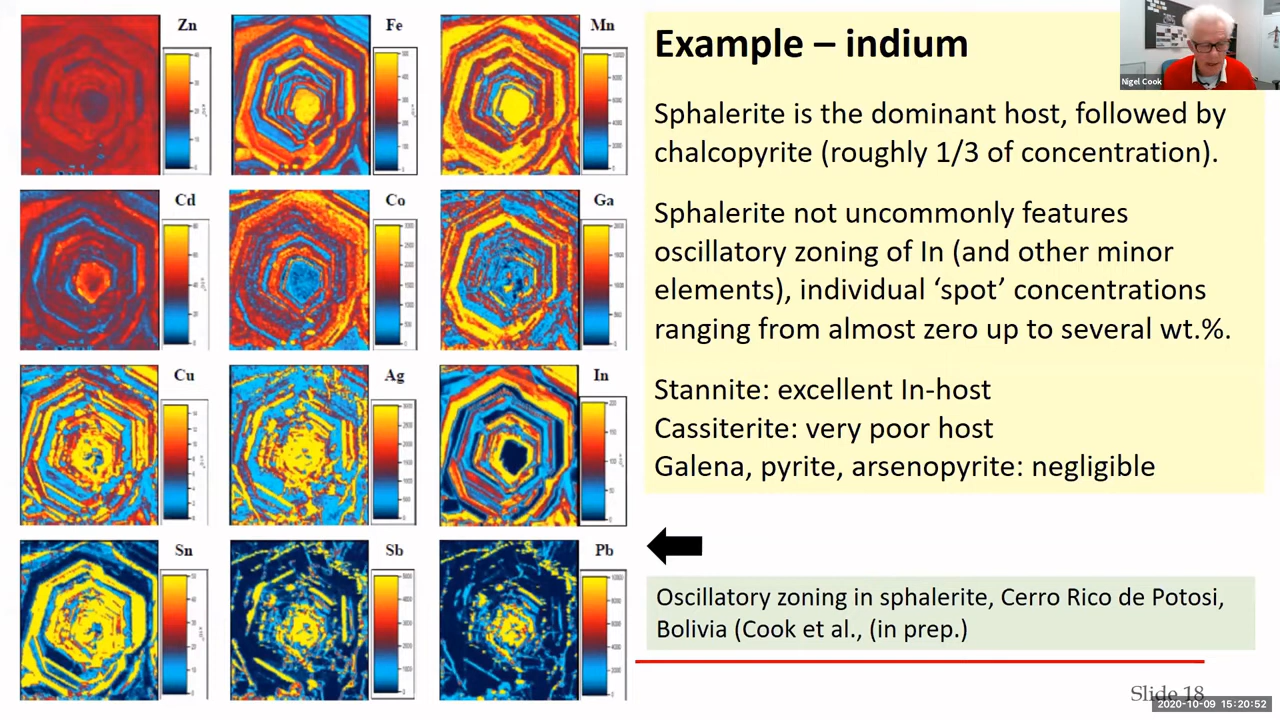 Zn
Fe
Mn
Cd
Co
Ga
Cu
Ag
In
Sn
Sb
Pb
Example – indium
Nigel Cook
Sphalerite is the dominant host, followed by
chalcopyrite (roughly 1/3 of concentration).
Sphalerite not uncommonly features
oscillatory zoning of In (and other minor
elements), individual ‘spot’ concentrations
ranging from almost zero up to several wt.%.
Stannite: excellent In-host
Cassiterite: very poor host
Galena, pyrite, arsenopyrite: negligible
Oscillatory zoning in sphalerite, Cerro Rico de Potosi,
Bolivia (Cook et al., (in prep.)
Slide 18
2020-10-09 15:20:52